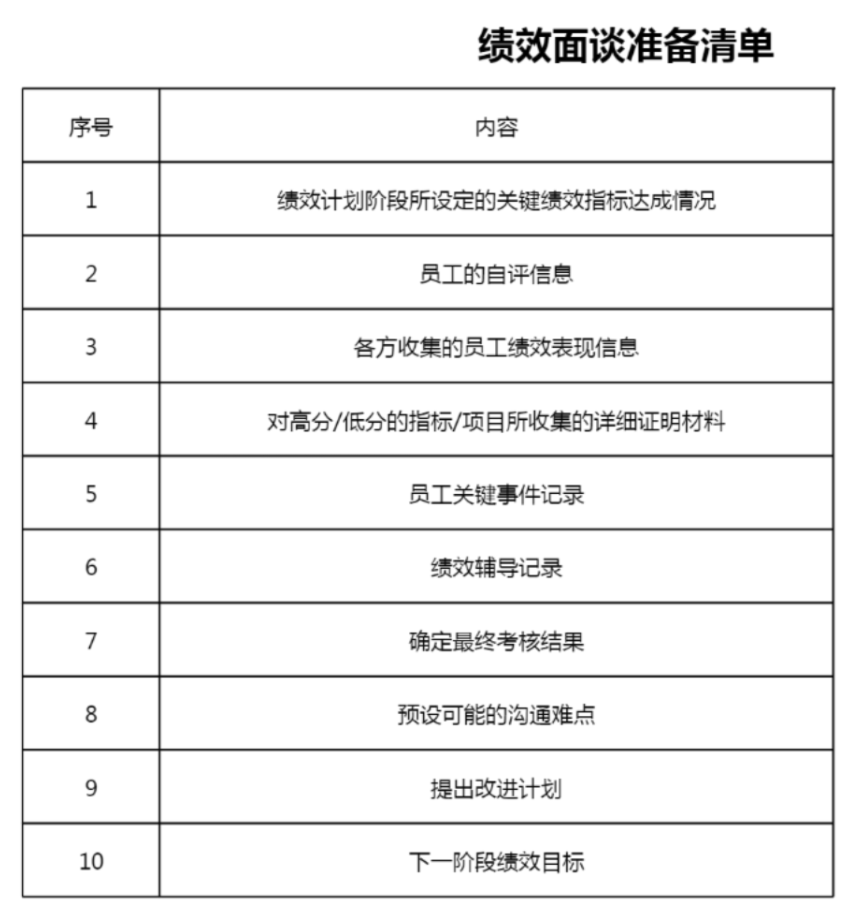 绩效面谈准备清单
序号 内容
1 绩效计划阶段所设定的关键绩效指标达成情况
2 员工的自评信息
3 各方收集的员工绩效表现信息
4 对高分/低分的指标/项目所收集的详细证明材料
5 员工关键事件记录
6 绩效辅导记录
7 确定最终考核结果
8 预设可能的沟通难点
9 提出改进计划
10 下一阶段绩效目标